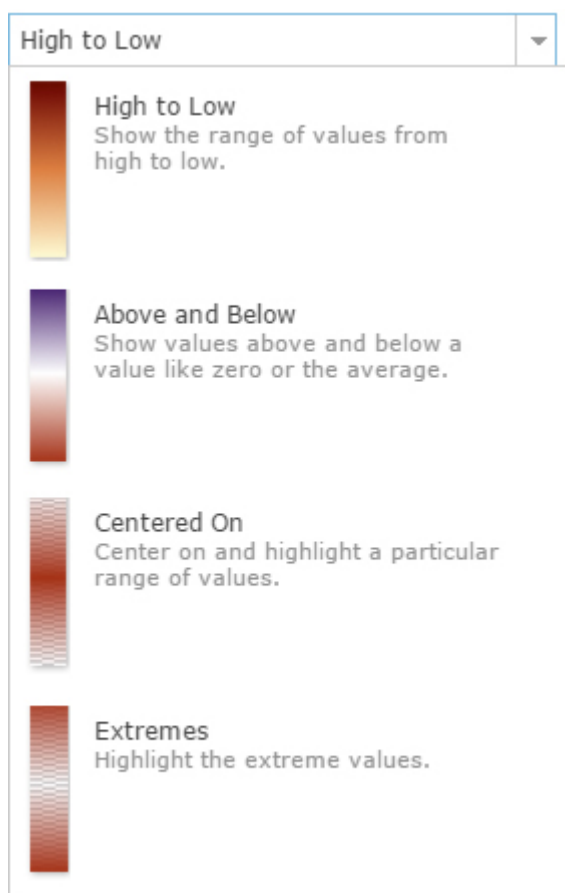 High to Low
High to Low
Show the range of values from
high to low.
Above and Below
Show values above and below a
value like zero or the average.
Centered On
Center on and highlight a particular
range of values.
Extremes
Highlight the extreme values.